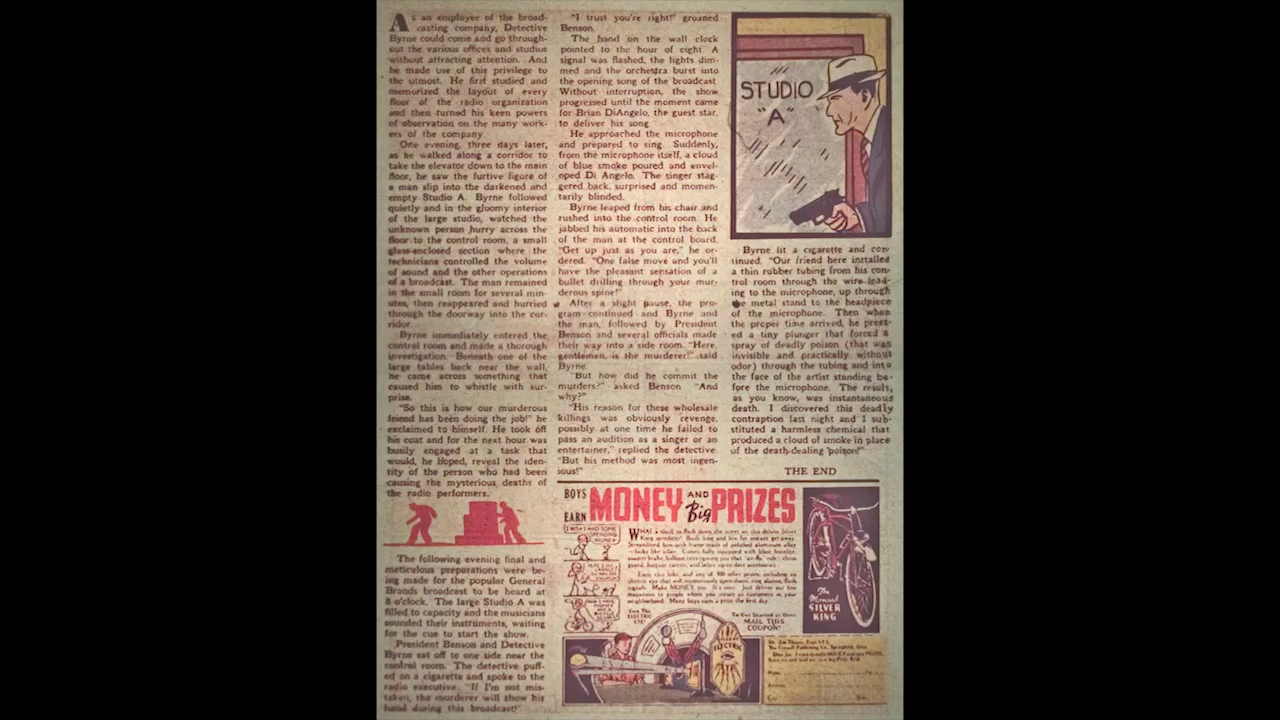 As an employee of the broad-
casting company, Detective
Byrne could come and go through-
out the various offices and studios
without attracting attention. And
he made use of this privilege to
the utmost. He first studied and
memorized the layout of every
floor of the radio organization
and then turned his keen powers
of observation on the many work-
ers of the company.
One evening, three days later,
as he walked along a corridor to
take the elevator down to the main
floor, he saw the furtive figure of
a man slip into the darkened and
empty Studio A. Byrne followed
quietly and in the gloomy interior
of the large studio, watched the
unknown person hurry across the
floor to the control room, a small
glass-enclosed section where the
technicians controlled the volume
of sound and the other operations
of a broadcast. The man remained
in the small room for several min-
utes, then reappeared and hurried
through the doorway into the cor-
ridor.
Byrne immediately entered the
control room and made a thorough
investigation. Beneath one of the
large tables back near the wall,
he came across something that
caused him to whistle with sur-
prise.
"So this is how our murderous
friend has been doing the job!" he
exclaimed to himself. He took off
his coat and for the next hour was
busily engaged at a task that
would, he hoped, reveal the iden-
tity of the person who had been
causing the mysterious deaths of
the radio performers.
The following evening final and
meticulous preparations were be-
ing made for the popular General
Brands broadcast to be heard at
8 o'clock. The large Studio A was
filled to capacity and the musicians
sounded their instruments, waiting
for the cue to start the show.
President Benson and Detective
Byrne sat off to one side near the
control room. The detective puff-
ed on a cigarette and spoke to the
radio executive. "If I'm not mis-
taken, the murderer will show his
hand during this broadcast!"
"I trust you're right!" groaned
Benson.
The hand on the wall clock
pointed to the hour of eight. A
signal was flashed, the lights dim-
med and the orchestra burst into
the opening song of the broadcast
Without interruption, the show
progressed until the moment came
for Brian DiAngelo, the guest star,
to deliver his song.
He approached the microphone
and prepared to sing. Suddenly,
from the microphone itself, a cloud
of blue smoke poured and envel-
oped Di Angelo. The singer stag-
gered back, surprised and momen-
tarily blinded.
Byrne leaped from his chair and
rushed into the control room. He
jabbed his automatic into the back
of the man at the control board.
"Get up just as you are," he or-
dered. "One false move and you'll
have the pleasant sensation of a
bullet drilling through your mur-
derous spine!"
After a slight pause, the pro-
gram continued and Byrne and
the man, followed by President
Benson and several officials made
their way into a side room. "Here,
gentlemen, is the murderer!" said
Byrne.
"But how did he commit the
murders?" asked Benson. "And
why?"
"His reason for these wholesale
killings was obviously revenge,
possibly at one time he failed to
pass an audition as a singer or an
entertainer," replied the detective.
"But his method was most ingen-
ious!"
STUDIO
"A"
Byrne lit a cigarette and con-
tinued. "Our friend here installed
a thin rubber tubing from his con-
trol room through the wire lead-
ing to the microphone, up through
the metal stand to the headpiece
of the microphone. Then when
the proper time arrived, he press-
ed a tiny plunger that forced a
spray of deadly poison (that was
invisible and practically without
odor) through the tubing and into
the face of the artist standing be-
fore the microphone. The result,
as you know, was instantaneous
death. I discovered this deadly
contraption last night and I sub-
stituted a harmless chemical that
produced a cloud of smoke in place
of the death-dealing poison!"
THE END
BOYS EARN MONEY AND Big PRIZES
To Get Started at Once
MAIL THIS
COUPON!
The
Monarch
SILVER
KING
ELECTRIC